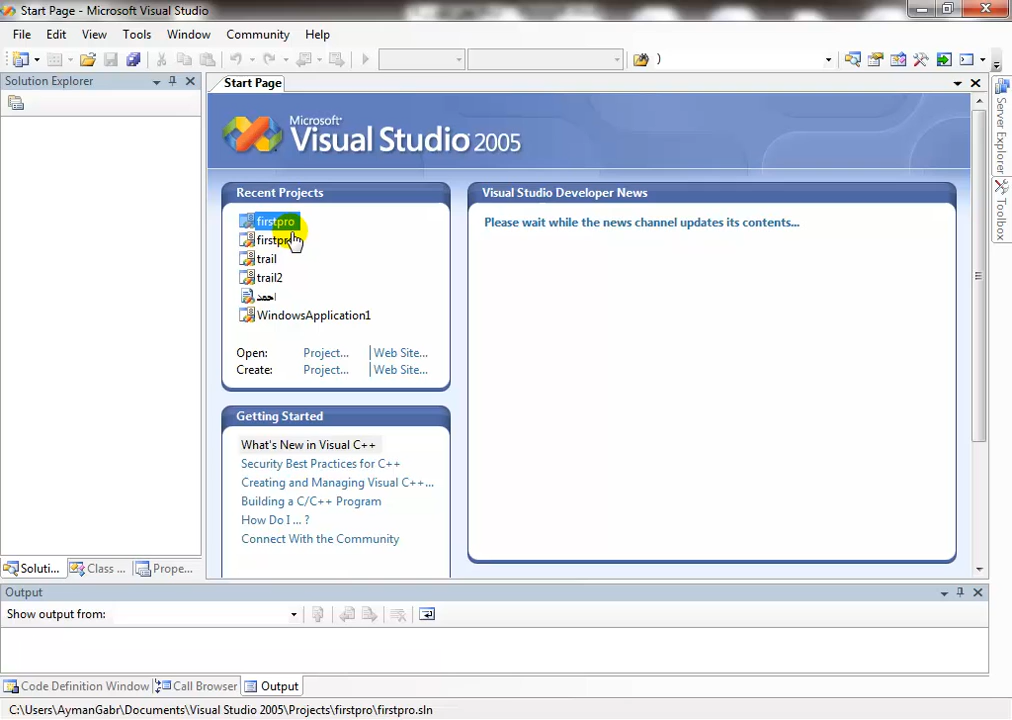 Start Page - Microsoft Visual Studio
File Edit View Tools Window Community Help
)
Solution Explorer
Start Page
Microsoft
Visual Studio 2005
Recent Projects
firstpro
firstpro
trail
trail2
احمد
WindowsApplication1
Open: Project... | Web Site...
Create: Project... | Web Site...
Getting Started
What's New in Visual C++
Security Best Practices for C++
Creating and Managing Visual C++...
Building a C/C++ Program
How Do I ... ?
Connect With the Community
Visual Studio Developer News
Please wait while the news channel updates its contents...
Server Explorer
Toolbox
Soluti... Class ... Prope...
Output
Show output from:
Code Definition Window Call Browser Output
C:\Users\AymanGabr\Documents\Visual Studio 2005\Projects\firstpro\firstpro.sln